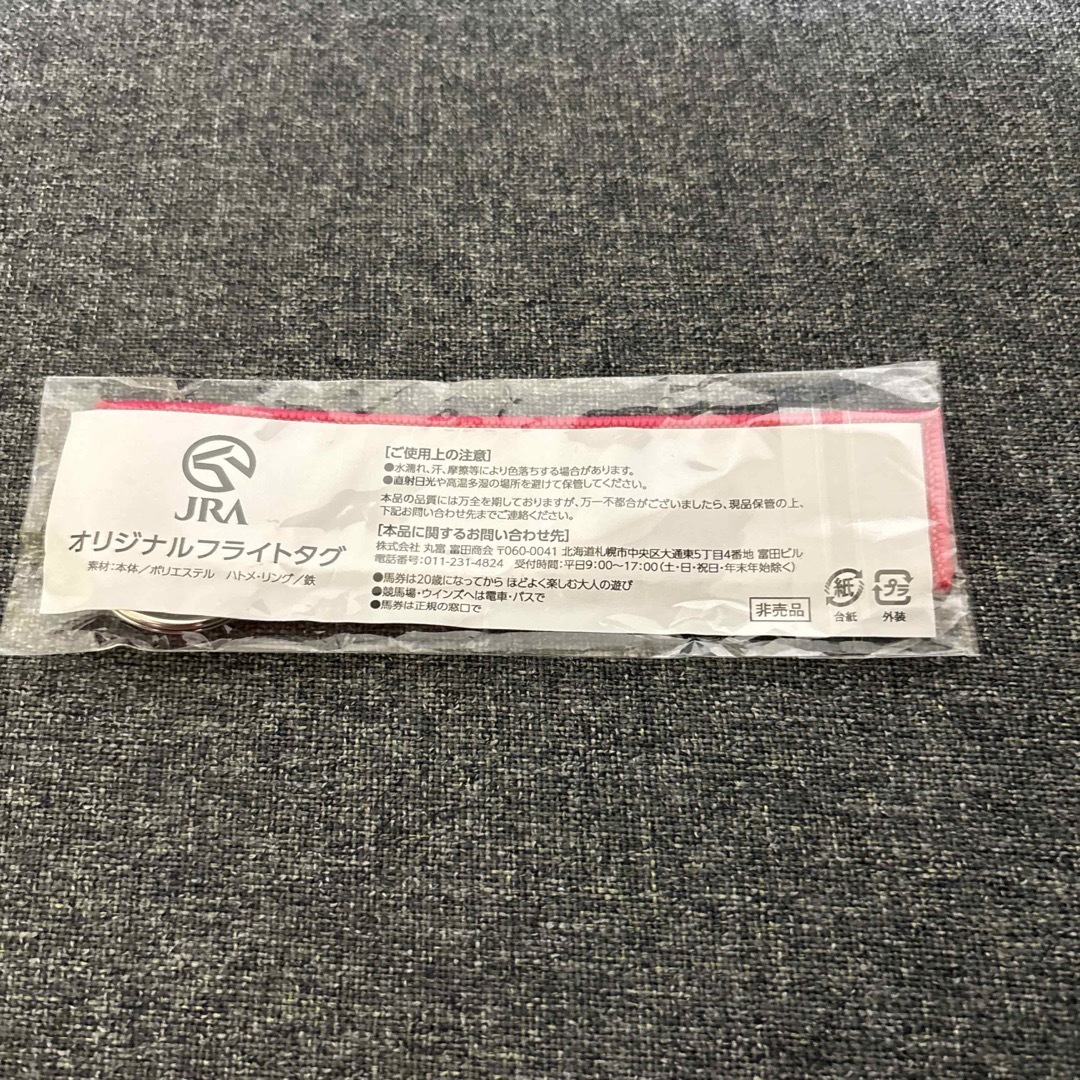 JRA
オリジナルフライトタグ
素材:本体／ポリエステル ハトメ・リング／鉄
[ご使用上の注意]
●水濡れ、汗、摩擦等により色落ちする場合があります。
●直射日光や高温多湿の場所を避けて保管してください。
本品の品質には万全を期しておりますが、万一不都合がございましたら、現品保管の上、
下記お問い合わせ先までご連絡ください。
[本品に関するお問い合わせ先]
株式会社 丸富 富田商会 〒060-0041 北海道札幌市中央区大通東5丁目4番地 富田ビル
電話番号:011-231-4824 受付時間:平日9:00～17:00(土・日・祝日・年末年始除く)
●馬券は20歳になってから ほどよく楽しむ大人の遊び
●競馬場・ウインズへは電車・バスで
●馬券は正規の窓口で
非売品
紙
台紙
プラ
外装